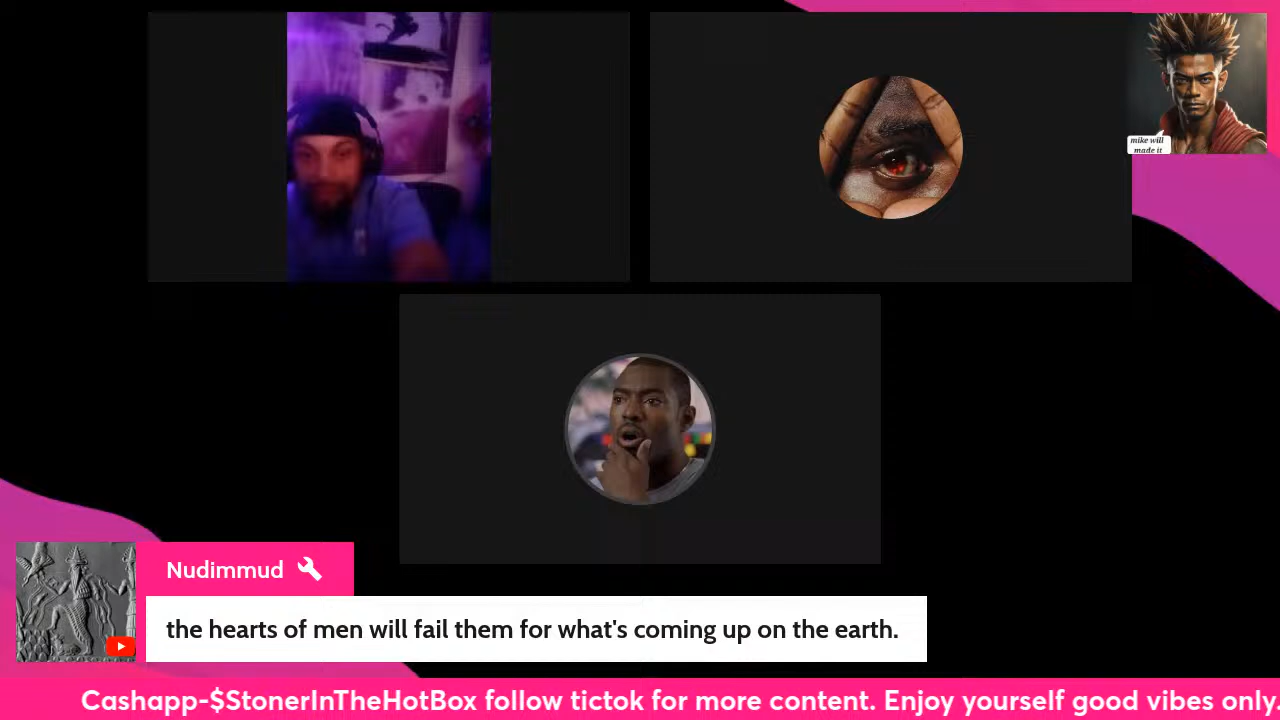 mike will
made it
Nudimmud
the hearts of men will fail them for what's coming up on the earth.
Cashapp-$StonerInTheHotBox follow tictok for more content. Enjoy yourself good vibes only.